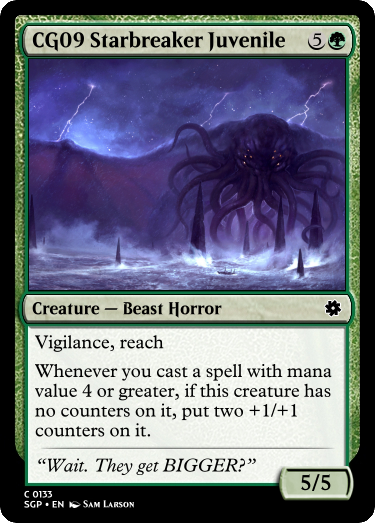 CG09 Starbreaker Juvenile 5
Creature — Beast Horror
Vigilance, reach
Whenever you cast a spell with mana
value 4 or greater, if this creature has
no counters on it, put two +1/+1
counters on it.
“Wait. They get BIGGER?”
5/5
C 0133
SGP • EN Sam Larson